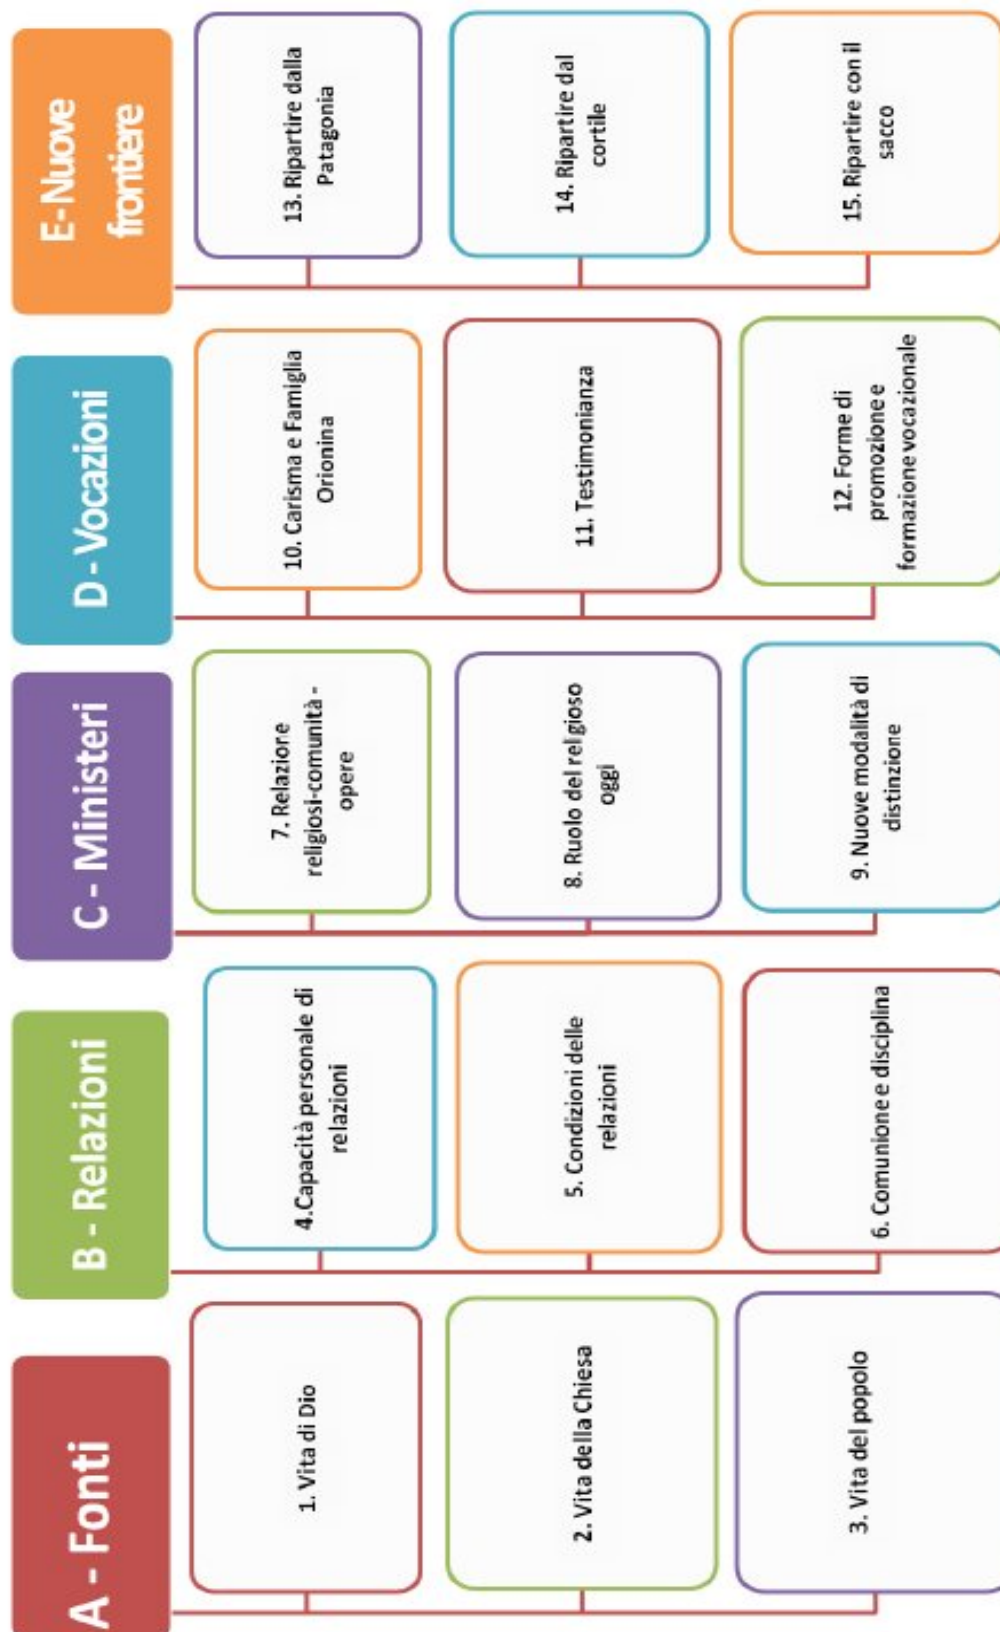 A - Fonti
1. Vita di Dio
2. Vita della Chiesa
3. Vita del popolo
B - Relazioni
4.Capacità personale di
relazioni
5. Condizioni delle
relazioni
6. Comunione e disciplina
C - Ministeri
7. Relazione
religiosi-comunità -
opere
8. Ruolo del relgioso
oggi
9. Nuove modalità di
distinzione
D - Vocazioni
10. Carisma e Famiglia
Orionina
11. Testimonianza
12. Forme di
promozione e
formazione vocazionale
E-Nuove
frontiere
13. Ripartire dalla
Patagonia
14. Ripartire dal
cortile
15. Ripartire con il
sacco